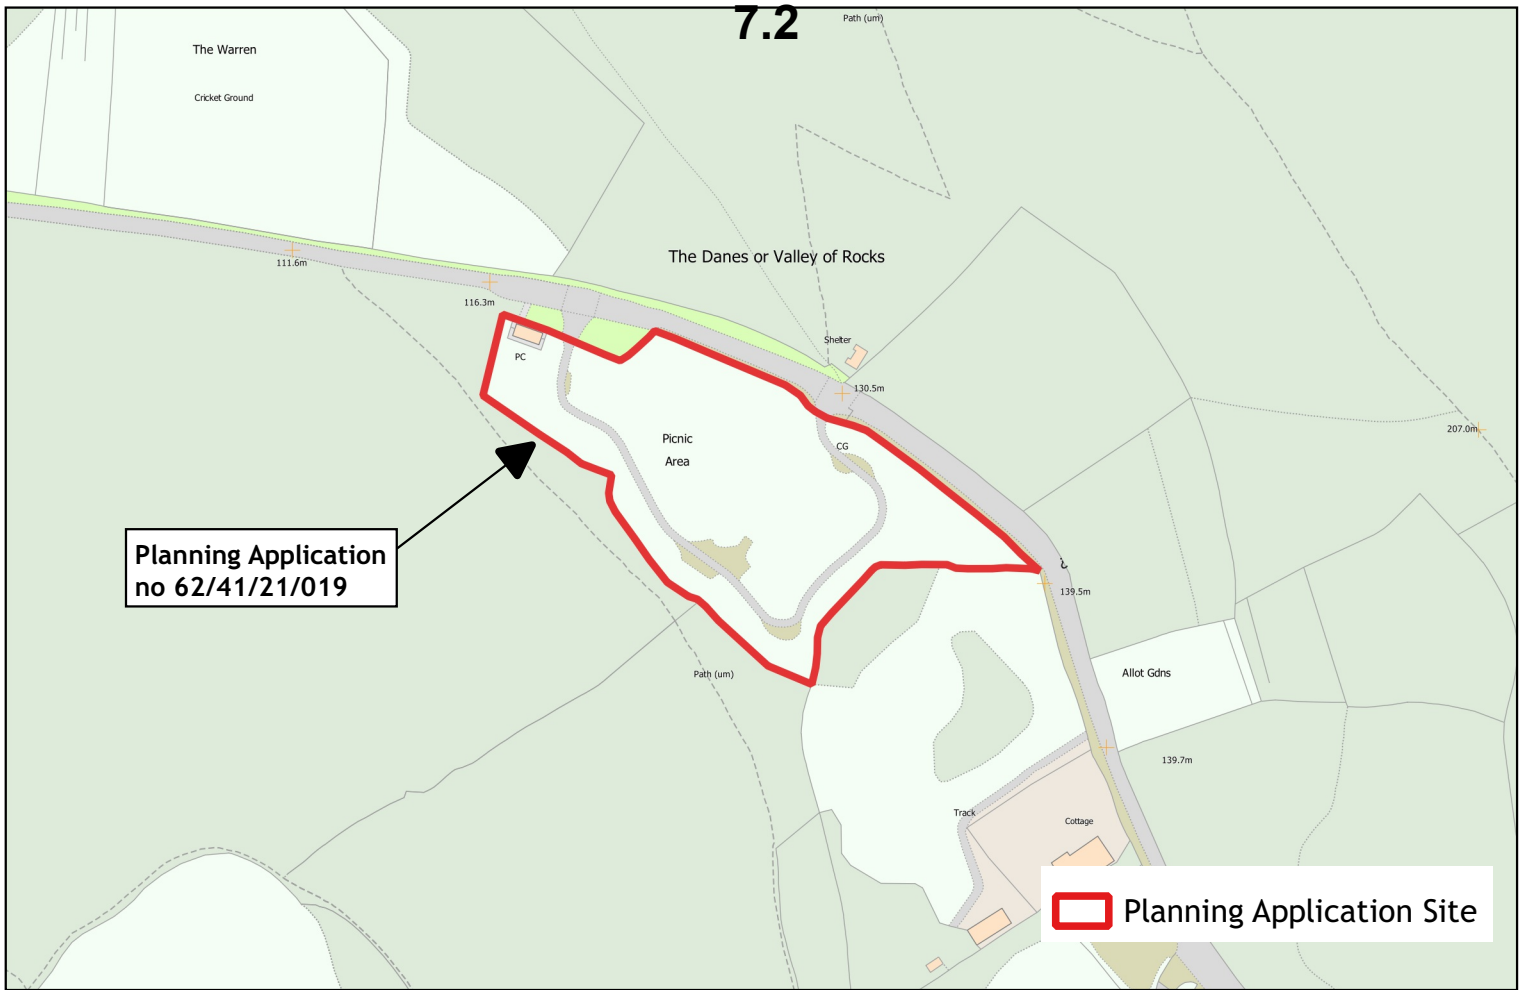 7.2
Path (um)
The Warren
Cricket Ground
The Danes or Valley of Rocks
111.6m
116.3m
Shelter
PC
130.5m
207.0m
Picnic
Area
CG
Planning Application
no 62/41/21/019
139.5m
Path (um)
Allot Gdns
139.7m
Track
Cottage
Planning Application Site